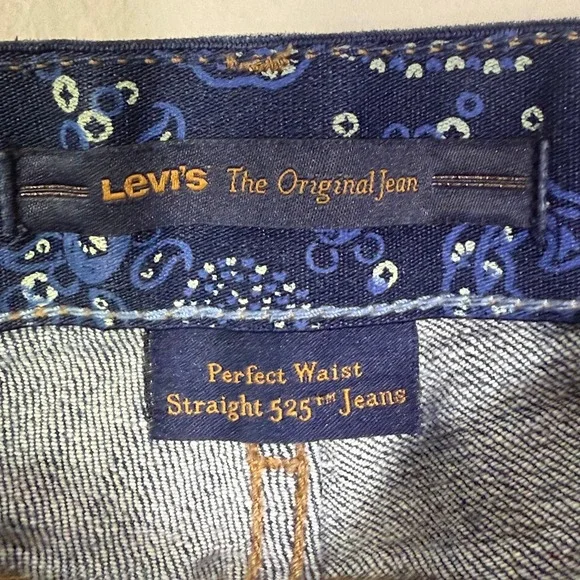 Levi's The Original Jean
Perfect Waist
Straight 525™ Jeans